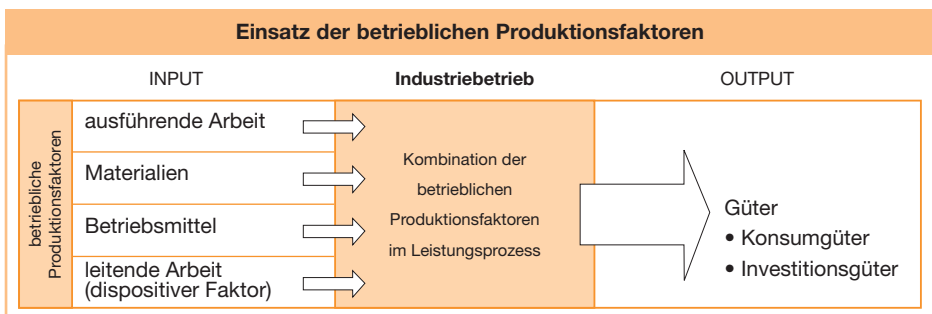 Einsatz der betrieblichen Produktionsfaktoren
INPUT
Industriebetrieb
OUTPUT
betriebliche
Produktionsfaktoren
ausführende Arbeit
Materialien
Betriebsmittel
leitende Arbeit
(dispositiver Faktor)
Kombination der
betrieblichen
Produktionsfaktoren
im Leistungsprozess
Güter
• Konsumgüter
• Investitionsgüter